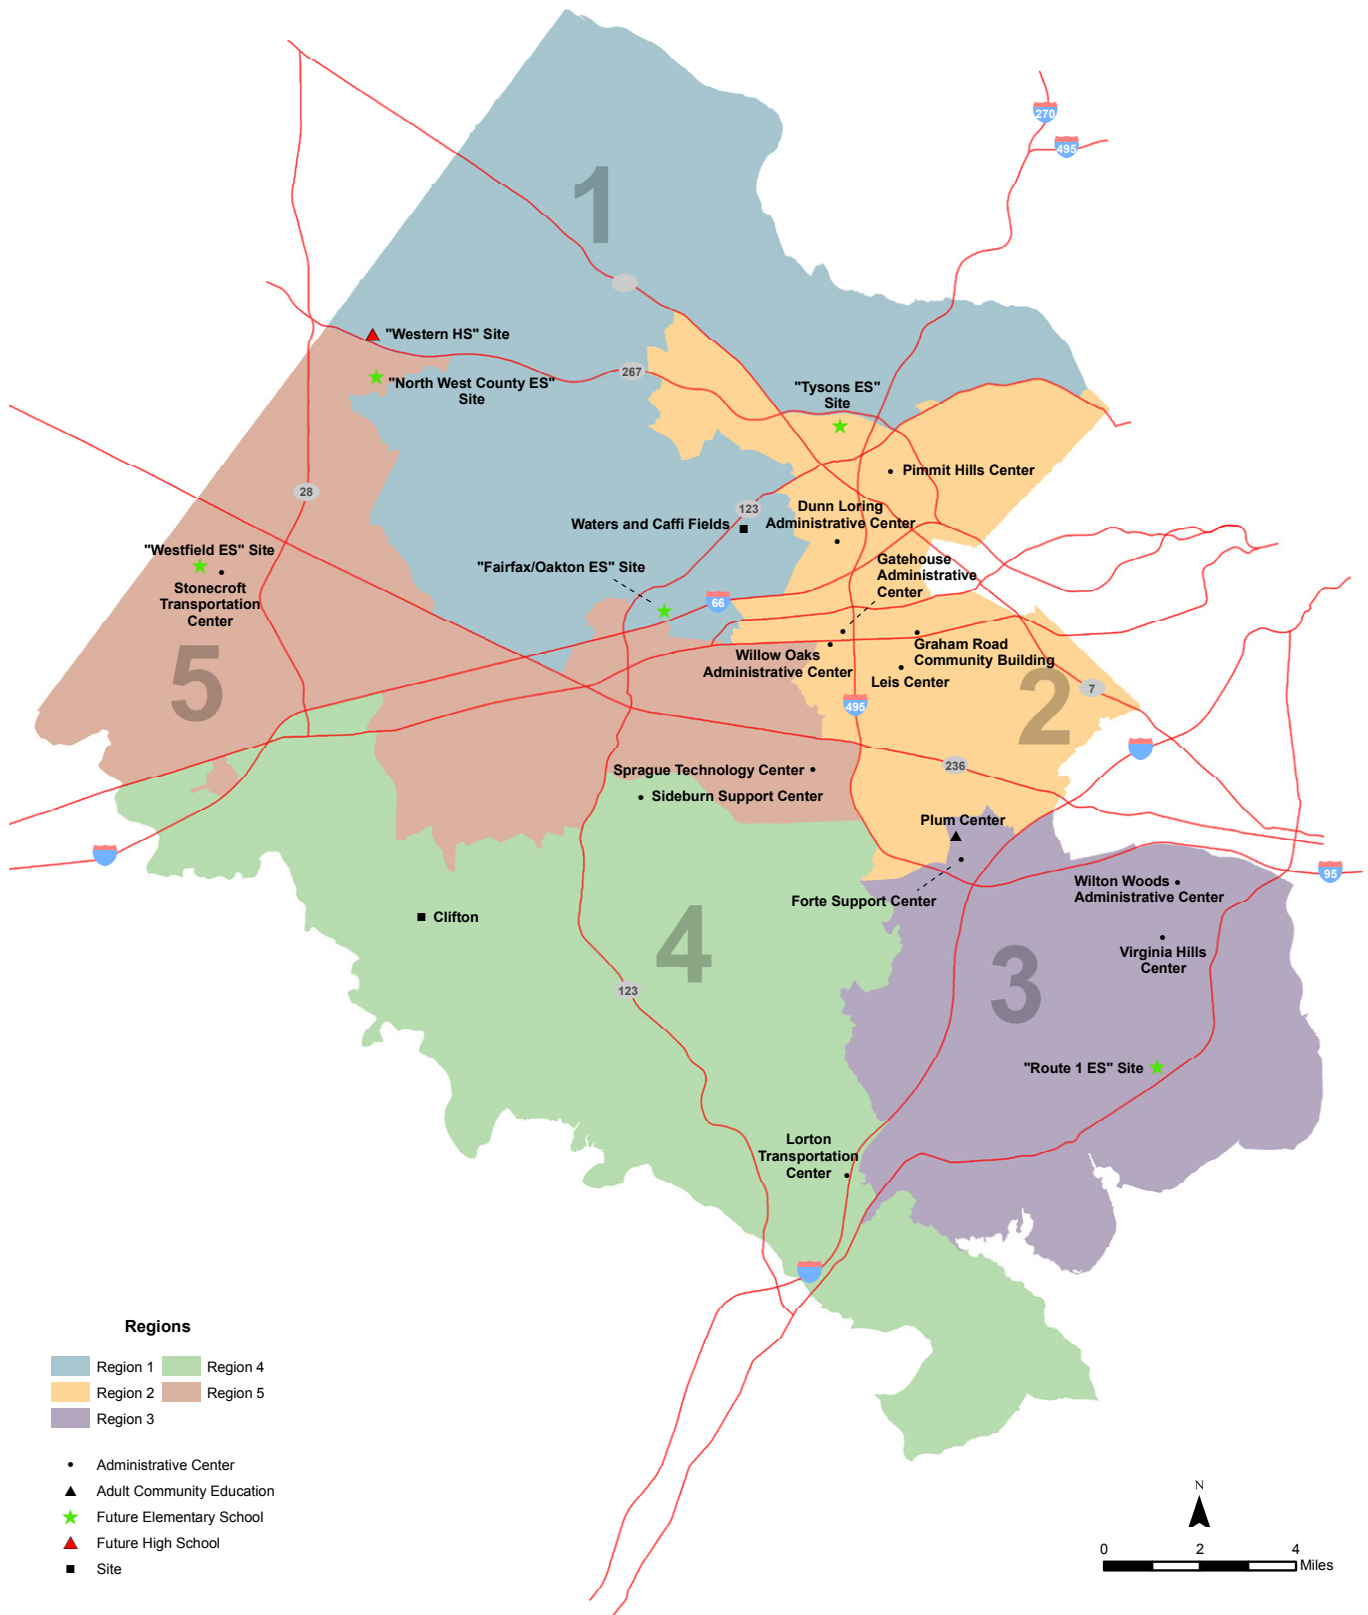 270
495
1
"Western HS" Site
267
"North West County ES"
Site
"Tysons ES"
Site
Pimmit Hills Center
28
123
Dunn Loring
Administrative Center
Waters and Caffi Fields
"Westfield ES" Site
Stonecroft
Transportation
Center
"Fairfax/Oakton ES" Site
Gatehouse
Administrative
Center
66
Graham Road
Community Building
Willow Oaks
Administrative Center
Leis Center
5
2
7
495
236
Sprague Technology Center
Sideburn Support Center
Plum Center
95
Wilton Woods
Administrative Center
Forte Support Center
Clifton
4
Virginia Hills
Center
3
123
"Route 1 ES" Site
Lorton
Transportation
Center
Regions
Region 1
Region 4
Region 2
Region 5
Region 3
Administrative Center
Adult Community Education
Future Elementary School
Future High School
Site
N
0 2 4
Miles